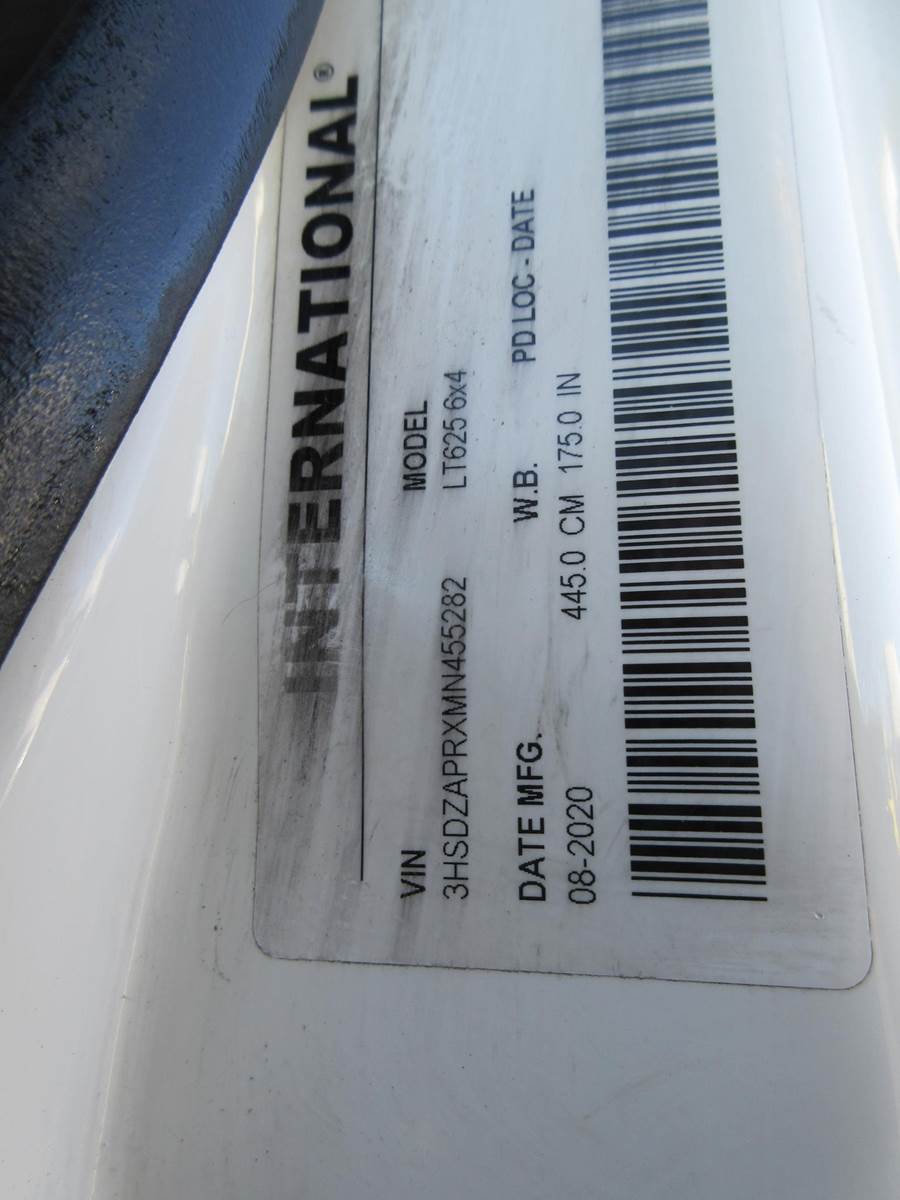 INTERNATIONAL®
VIN MODEL
3HSDZAPRXMN455282 LT625 6x4
DATE MFG. W.B. PD LOC - DATE
08-2020 445.0 CM 175.0 IN